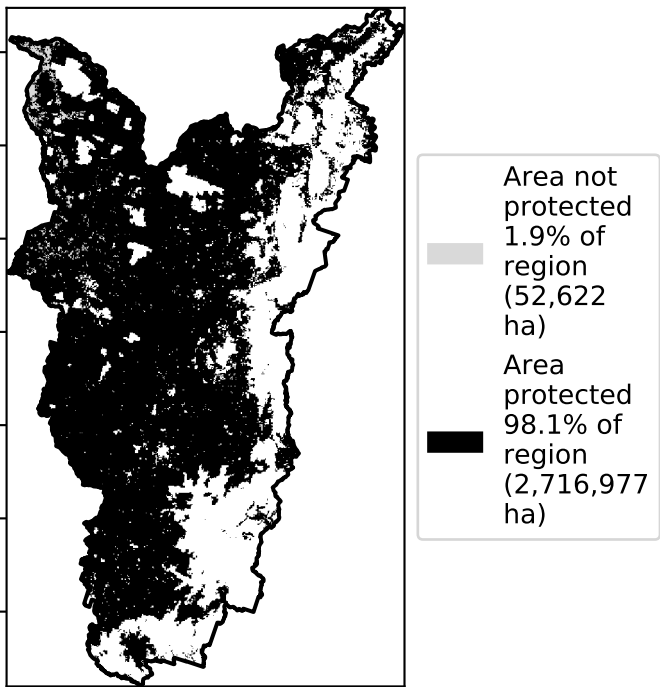 Area not
protected
1.9% of
region
(52,622
ha)
Area
protected
98.1% of
region
(2,716,977
ha)